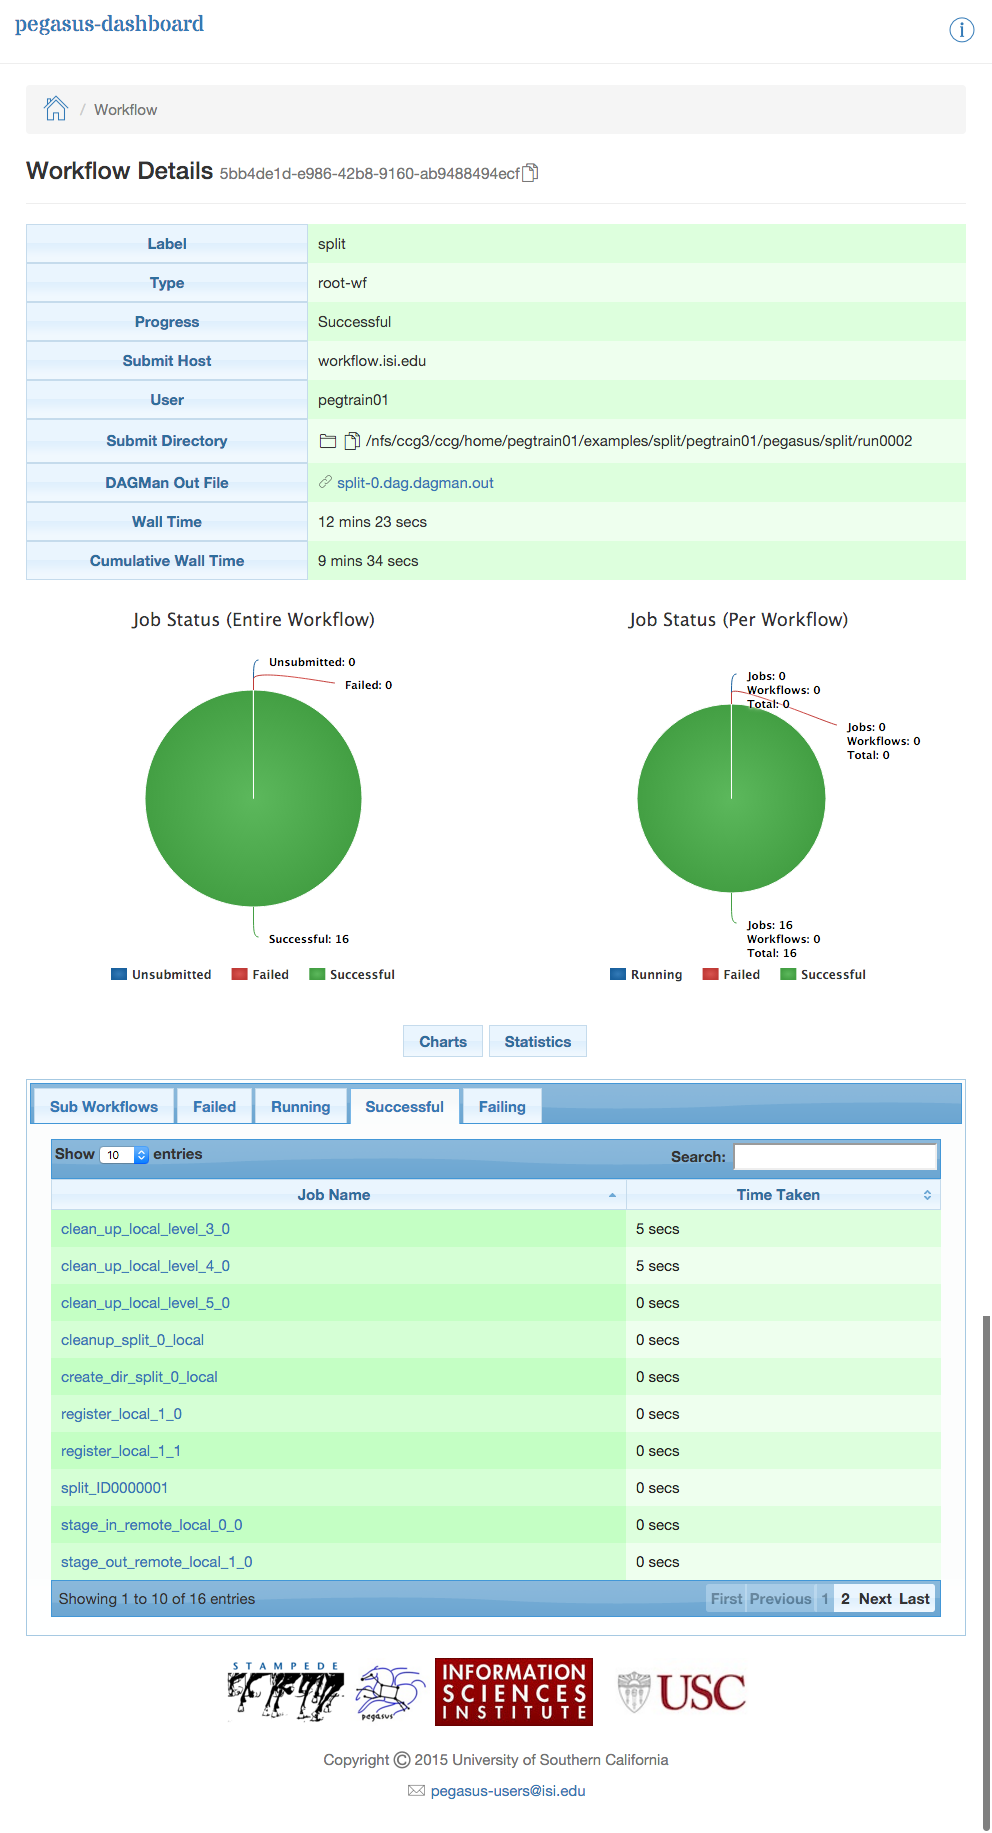 pegasus-dashboard
i
/ Workflow
Workflow Details 5bb4de1d-e986-42b8-9160-ab9488494ecf
Label split
Type root-wf
Progress Successful
Submit Host workflow.isi.edu
User pegtrain01
Submit Directory /nfs/ccg3/ccg/home/pegtrain01/examples/split/pegtrain01/pegasus/split/run0002
DAGMan Out File split-0.dag.dagman.out
Wall Time 12 mins 23 secs
Cumulative Wall Time 9 mins 34 secs
Job Status (Entire Workflow)
Unsubmitted: 0
Failed: 0
Successful: 16
Unsubmitted Failed Successful
Job Status (Per Workflow)
Jobs: 0
Workflows: 0
Total: 0
Jobs: 0
Workflows: 0
Total: 0
Jobs: 16
Workflows: 0
Total: 16
Running Failed Successful
Charts Statistics
Sub Workflows Failed Running Successful Failing
Show 10 entries Search:
Job Name Time Taken
clean_up_local_level_3_0 5 secs
clean_up_local_level_4_0 5 secs
clean_up_local_level_5_0 0 secs
cleanup_split_0_local 0 secs
create_dir_split_0_local 0 secs
register_local_1_0 0 secs
register_local_1_1 0 secs
split_ID0000001 0 secs
stage_in_remote_local_0_0 0 secs
stage_out_remote_local_1_0 0 secs
Showing 1 to 10 of 16 entries First Previous 1 2 Next Last
STAMPEDE
pegasus
INFORMATION
SCIENCES
INSTITUTE
USC
Copyright © 2015 University of Southern California
pegasus-users@isi.edu